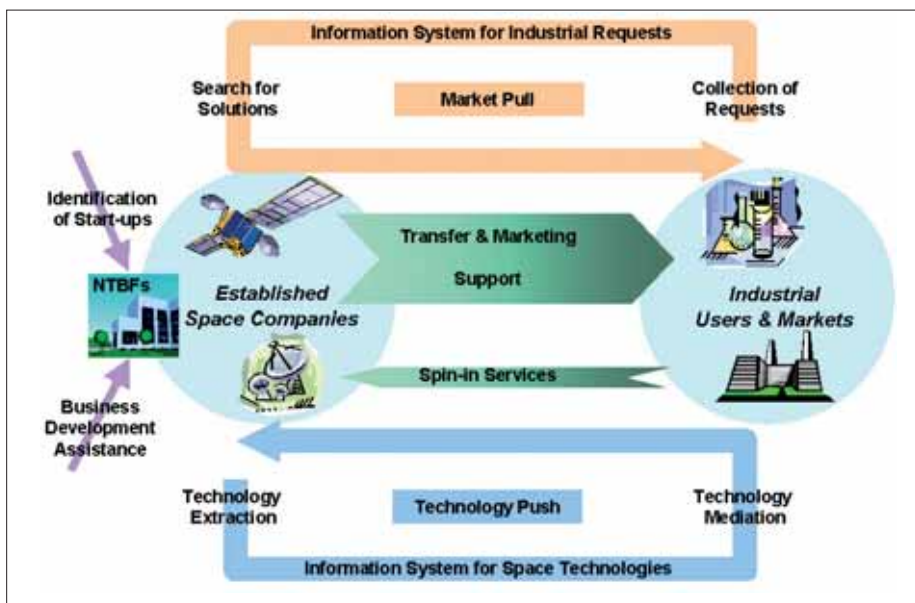 Information System for Industrial Requests
Search for
Solutions
Market Pull
Collection of
Requests
Identification
of Start-ups
Transfer & Marketing
Support
NTBFs
Established
Space Companies
Industrial
Users & Markets
Spin-in Services
Business
Development
Assistance
Technology
Extraction
Technology Push
Technology
Mediation
Information System for Space Technologies